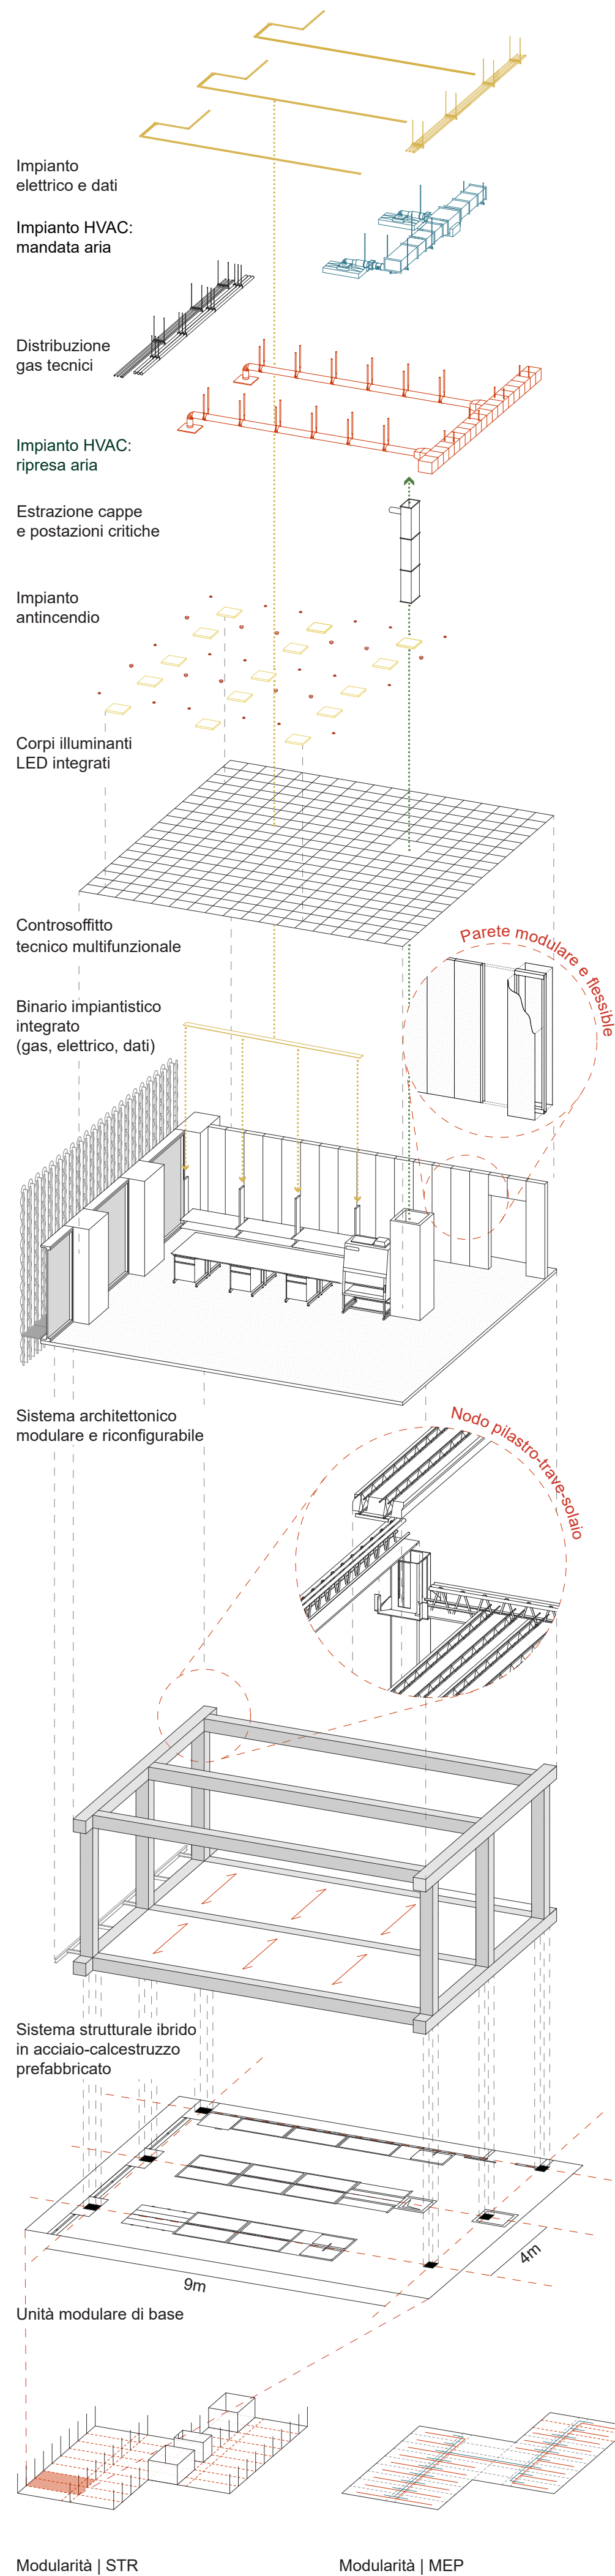 Impianto
elettrico e dati
Impianto HVAC:
mandata aria
Distribuzione
gas tecnici
Impianto HVAC:
ripresa aria
Estrazione cappe
e postazioni critiche
Impianto
antincendio
Corpi illuminanti
LED integrati
Controsoffitto
tecnico multifunzionale
Parete modulare e flessibile
Binario impiantistico
integrato
(gas, elettrico, dati)
Sistema architettonico
modulare e riconfigurabile
Nodo pilastro-trave-solaio
Sistema strutturale ibrido
in acciaio-calcestruzzo
prefabbricato
9m
4m
Unità modulare di base
Modularità | STR
Modularità | MEP